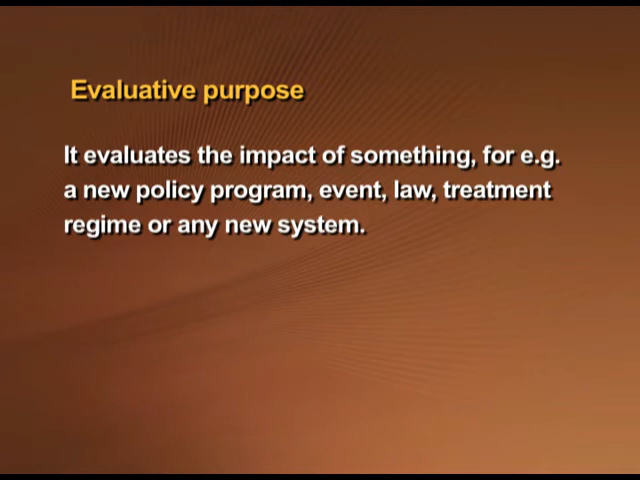 Evaluative purpose
It evaluates the impact of something, for e.g.
a new policy program, event, law, treatment
regime or any new system.